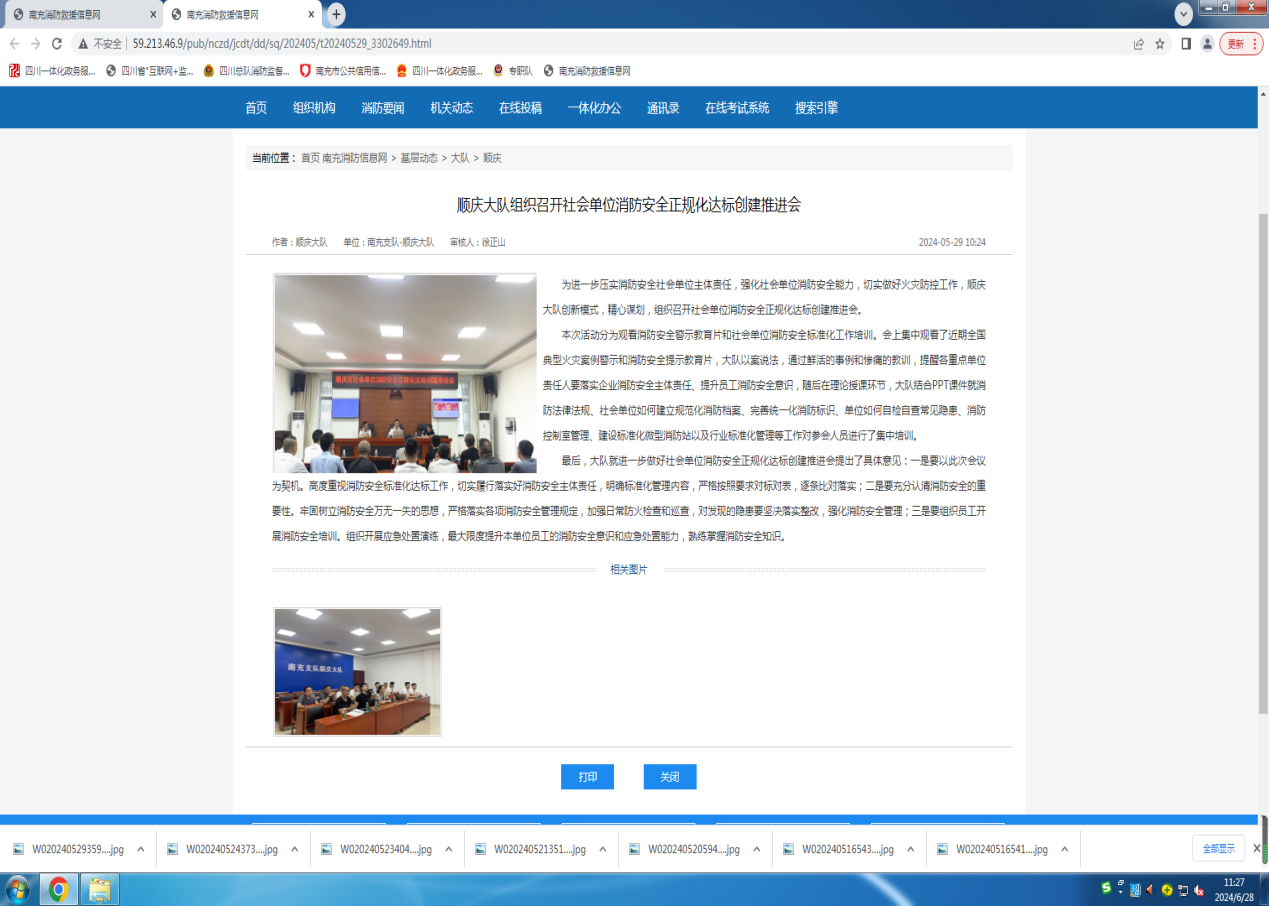 南充消防救援信息网
南充消防救援信息网
更新
不安全 59.213.46.9/pub/nczd/jcdt/dd/sq/202405/t20240529_3302649.html
四川一体化政务服... 四川省“互联网+监... 四川总队消防监督... 南充市公共信用信... 四川一体化政务服... 专职队 南充消防救援信息网
首页 组织机构 消防要闻 机关动态 在线投稿 一体化办公 通讯录 在线考试系统 搜索引擎
当前位置： 首页 南充消防信息网 > 基层动态 > 大队 > 顺庆
顺庆大队组织召开社会单位消防安全正规化达标创建推进会
作者：顺庆大队 单位：南充支队-顺庆大队 审核人：徐正山 2024-05-29 10:24
为进一步压实消防安全社会单位主体责任，强化社会单位消防安全能力，切实做好火灾防控工作，顺庆
大队创新模式，精心谋划，组织召开社会单位消防安全正规化达标创建推进会。
本次活动分为观看消防安全警示教育片和社会单位消防安全标准化工作培训。会上集中观看了近期全国
典型火灾案例警示和消防安全提示教育片，大队以案说法，通过鲜活的事例和惨痛的教训，提醒各重点单位
责任人要落实企业消防安全主体责任、提升员工消防安全意识，随后在理论授课环节，大队结合PPT课件就消
防法律法规、社会单位如何建立规范化消防档案、完善统一化消防标识、单位如何自检自查常见隐患、消防
控制室管理、建设标准化微型消防站以及行业标准化管理等工作对参会人员进行了集中培训。
最后，大队就进一步做好社会单位消防安全正规化达标创建推进会提出了具体意见：一是要以此次会议
为契机。高度重视消防安全标准化达标工作，切实履行落实好消防安全主体责任，明确标准化管理内容，严格按照要求对标对表，逐条比对落实；二是要充分认清消防安全的重
要性。牢固树立消防安全万无一失的思想，严格落实各项消防安全管理规定，加强日常防火检查和巡查，对发现的隐患要坚决落实整改，强化消防安全管理；三是要组织员工开
展消防安全培训。组织开展应急处置演练，最大限度提升本单位员工的消防安全意识和应急处置能力，熟练掌握消防安全知识。
顺庆区社会单位消防安全正规化达标创建推进会
相关图片
南充支队顺庆大队
打印 关闭
W020240529359....jpg W020240524373....jpg W020240523404....jpg W020240521351....jpg W020240520594....jpg W020240516543....jpg W020240516541....jpg 全部显示
11:27
2024/6/28